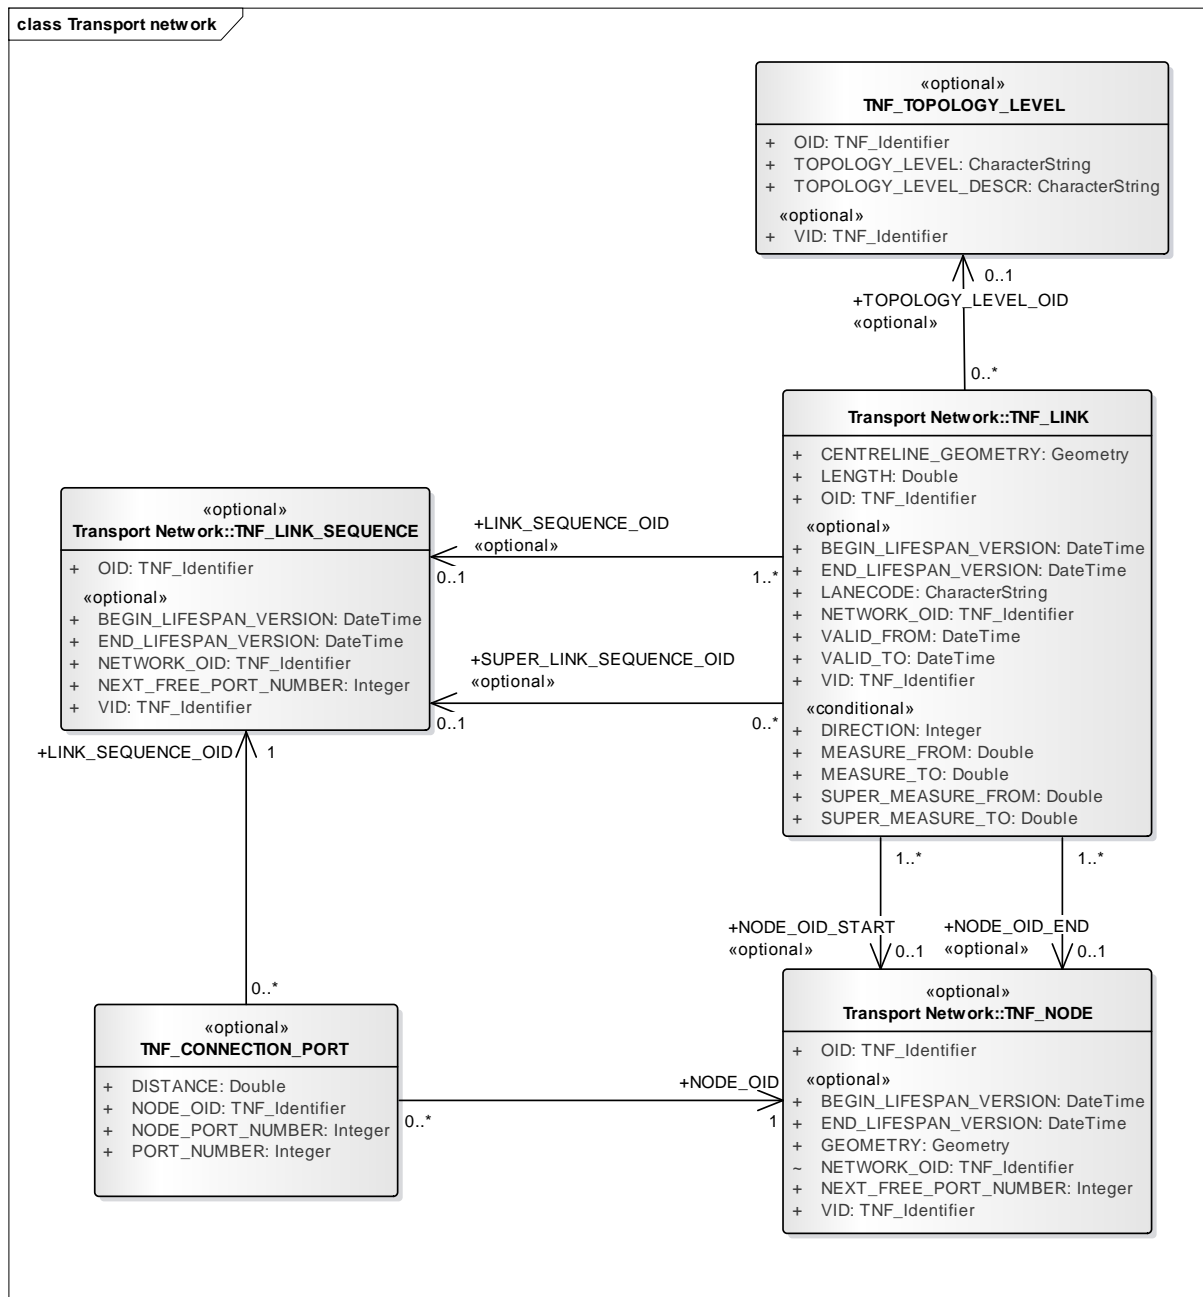 class Transport network
«optional»
TNF_TOPOLOGY_LEVEL
+ OID: TNF_Identifier
+ TOPOLOGY_LEVEL: CharacterString
+ TOPOLOGY_LEVEL_DESCR: CharacterString
«optional»
+ VID: TNF_Identifier
0..1
+TOPOLOGY_LEVEL_OID
«optional»
0..*
Transport Network::TNF_LINK
+ CENTRELINE_GEOMETRY: Geometry
+ LENGTH: Double
+ OID: TNF_Identifier
«optional»
+ BEGIN_LIFESPAN_VERSION: DateTime
+ END_LIFESPAN_VERSION: DateTime
+ LANECODE: CharacterString
+ NETWORK_OID: TNF_Identifier
+ VALID_FROM: DateTime
+ VALID_TO: DateTime
+ VID: TNF_Identifier
«conditional»
+ DIRECTION: Integer
+ MEASURE_FROM: Double
+ MEASURE_TO: Double
+ SUPER_MEASURE_FROM: Double
+ SUPER_MEASURE_TO: Double
«optional»
Transport Network::TNF_LINK_SEQUENCE
+ OID: TNF_Identifier
«optional»
+ BEGIN_LIFESPAN_VERSION: DateTime
+ END_LIFESPAN_VERSION: DateTime
+ NETWORK_OID: TNF_Identifier
+ NEXT_FREE_PORT_NUMBER: Integer
+ VID: TNF_Identifier
+LINK_SEQUENCE_OID
«optional»
0..1
1..*
+SUPER_LINK_SEQUENCE_OID
«optional»
0..1
0..*
+LINK_SEQUENCE_OID
1
0..*
1..*
1..*
+NODE_OID_START
«optional»
0..1
+NODE_OID_END
«optional»
0..1
«optional»
TNF_CONNECTION_PORT
+ DISTANCE: Double
+ NODE_OID: TNF_Identifier
+ NODE_PORT_NUMBER: Integer
+ PORT_NUMBER: Integer
+NODE_OID
0..*
1
«optional»
Transport Network::TNF_NODE
+ OID: TNF_Identifier
«optional»
+ BEGIN_LIFESPAN_VERSION: DateTime
+ END_LIFESPAN_VERSION: DateTime
+ GEOMETRY: Geometry
~ NETWORK_OID: TNF_Identifier
+ NEXT_FREE_PORT_NUMBER: Integer
+ VID: TNF_Identifier